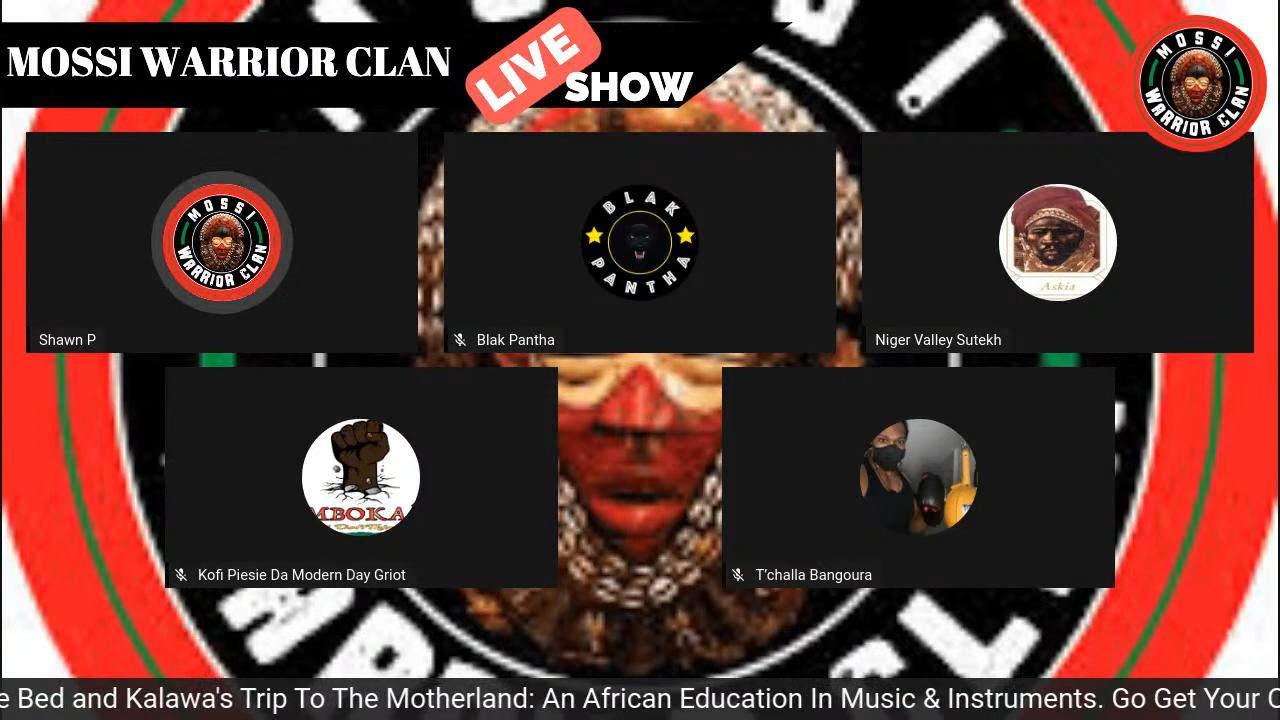 MOSSI WARRIOR CLAN
LIVE
SHOW
MOSSI
WARRIOR CLAN
MOSSI
WARRIOR CLAN
Shawn P
BLAK
PANTHA
Blak Pantha
Askia
Niger Valley Sutekh
MBOKA
Kofi Piesie Da Modern Day Griot
T'challa Bangoura
e Bed and Kalawa's Trip To The Motherland: An African Education In Music & Instruments. Go Get Your C